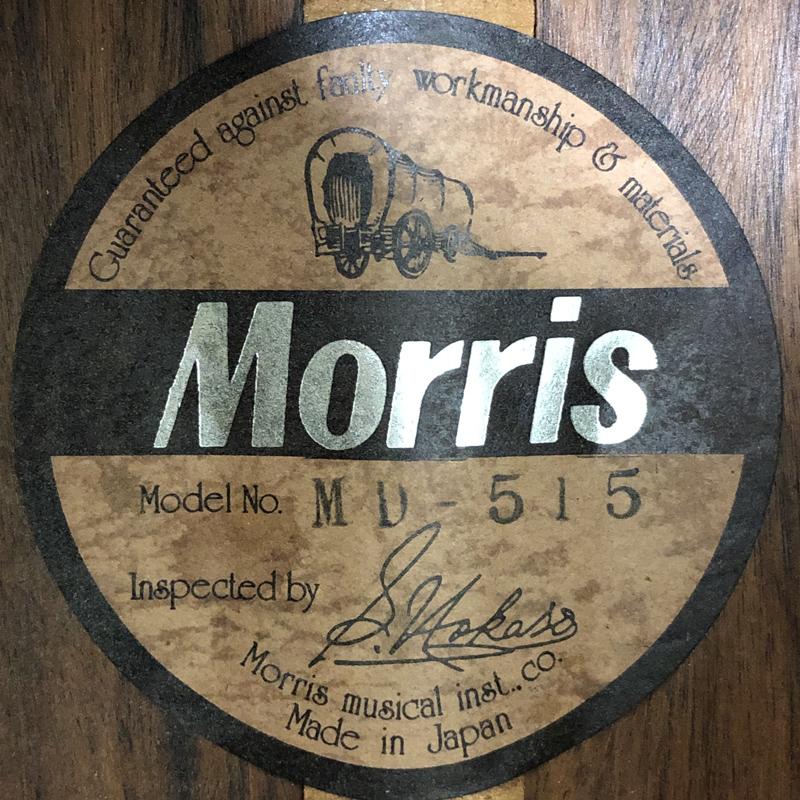 Guaranteed against faulty workmanship & materials
Morris
Model No. MD-515
Inspected by
Morris musical inst., co.
Made in Japan